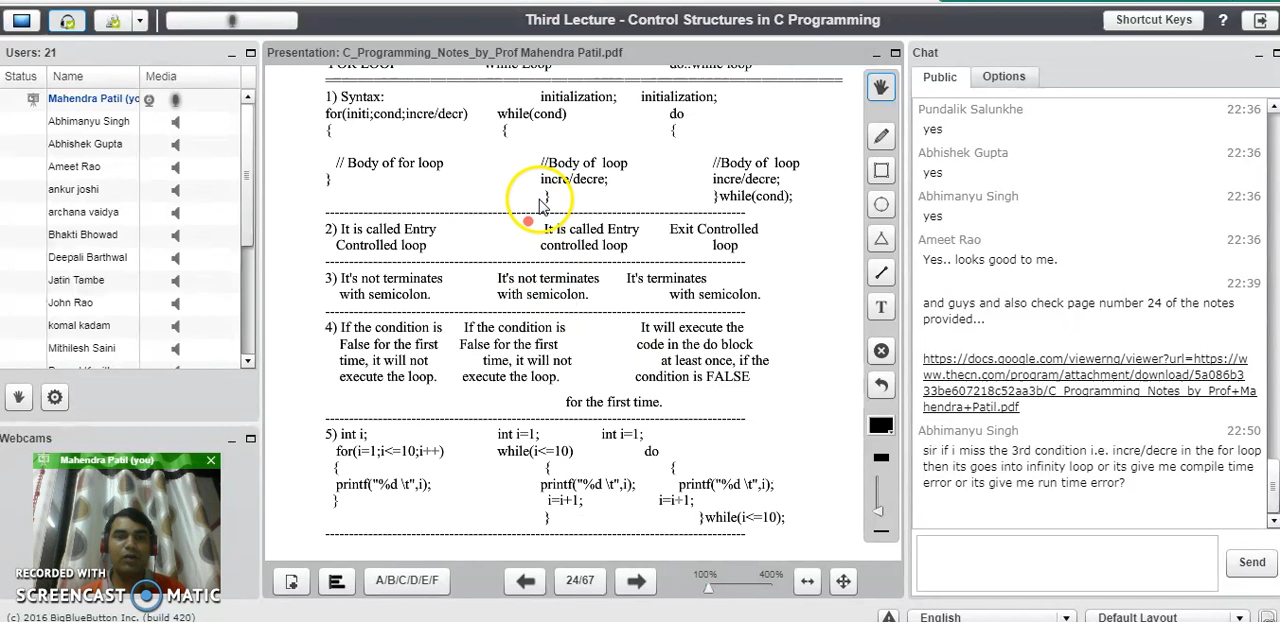 Third Lecture - Control Structures in C Programming
Shortcut Keys
?
Users: 21
Status Name Media
Mahendra Patil (yo
Abhimanyu Singh
Abhishek Gupta
Ameet Rao
ankur joshi
archana vaidya
Bhakti Bhowad
Deepali Barthwal
Jatin Tambe
John Rao
komal kadam
Mithilesh Saini
Webcams
Mahendra Patil (you)
RECORDED WITH
SCREENCAST MATIC
(c) 2016 BigBlueButton Inc. (build 420)
Presentation: C_Programming_Notes_by_Prof Mahendra Patil.pdf
FOR LOOP While Loop do..while loop
1) Syntax: initialization; initialization;
for(initi;cond;incre/decr) while(cond) do
{ { {
// Body of for loop //Body of loop //Body of loop
} incre/decre; incre/decre;
} }while(cond);
2) It is called Entry It is called Entry Exit Controlled
Controlled loop controlled loop loop
3) It's not terminates It's not terminates It's terminates
with semicolon. with semicolon. with semicolon.
4) If the condition is If the condition is It will execute the
False for the first False for the first code in the do block
time, it will not time, it will not at least once, if the
execute the loop. execute the loop. condition is FALSE
for the first time.
5) int i; int i=1; int i=1;
for(i=1;i<=10;i++) while(i<=10) do
{ { {
printf("%d \t",i); printf("%d \t",i); printf("%d \t",i);
} i=i+1; i=i+1;
} }while(i<=10);
A/B/C/D/E/F
24/67
100% 400%
T
Chat
Public Options
Pundalik Salunkhe 22:36
yes
Abhishek Gupta 22:36
yes
Abhimanyu Singh 22:36
yes
Ameet Rao 22:36
Yes.. looks good to me.
22:39
and guys and also check page number 24 of the notes
provided...
https://docs.google.com/viewerng/viewer?url=https://w
ww.thecn.com/program/attachment/download/5a086b3
33be607218c52aa3b/C_Programming_Notes_by_Prof+Ma
hendra+Patil.pdf
Abhimanyu Singh 22:50
sir if i miss the 3rd condition i.e. incre/decre in the for loop
then its goes into infinity loop or its give me compile time
error or its give me run time error?
Send
English Default Layout